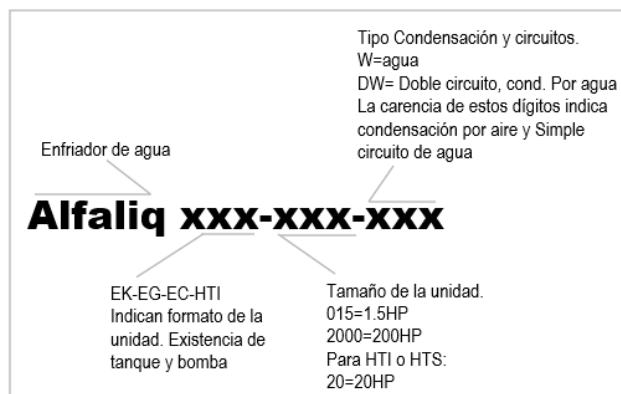 Tipo Condensación y circuitos.
W=agua
DW= Doble circuito, cond. Por agua
La carencia de estos dígitos indica
condensación por aire y Simple
circuito de agua
Enfriador de agua
Alfaliq xxx-xxx-xxx
EK-EG-EC-HTI
Indican formato de la
unidad. Existencia de
tanque y bomba
Tamaño de la unidad.
015=1.5HP
2000=200HP
Para HTI o HTS:
20=20HP